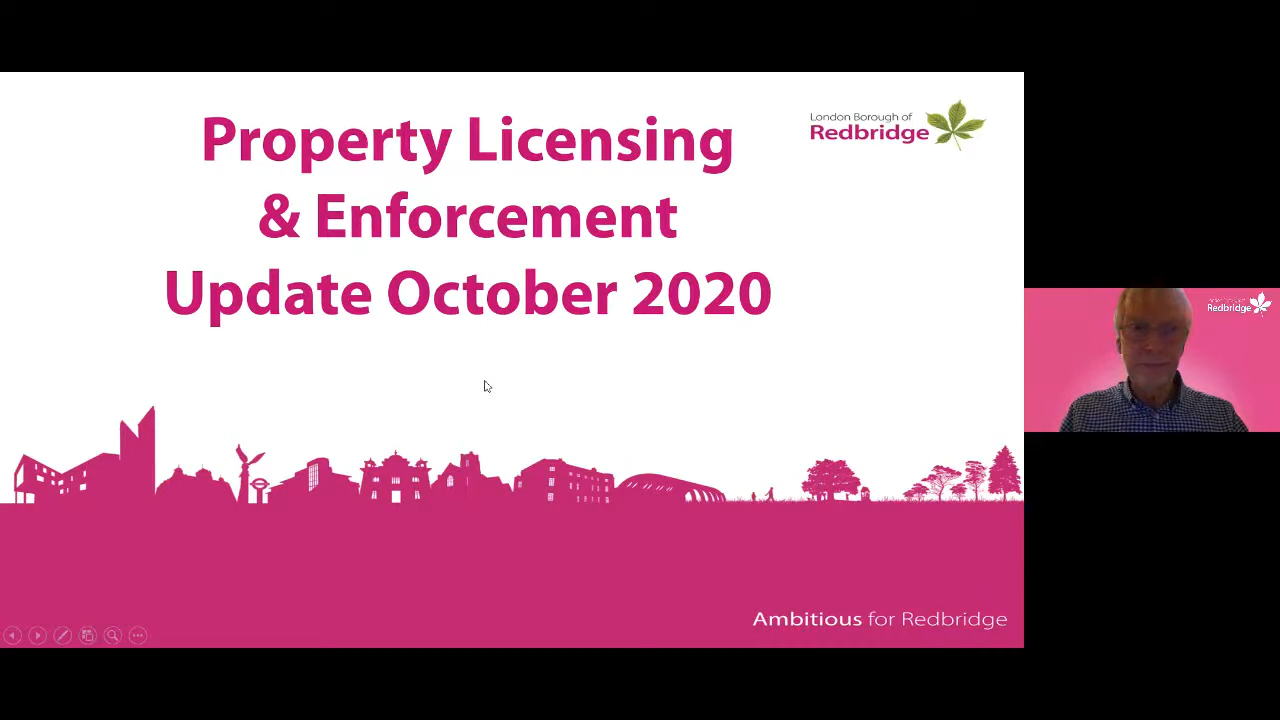 Property Licensing
& Enforcement
Update October 2020
London Borough of
Redbridge
Redbridge
Ambitious for Redbridge